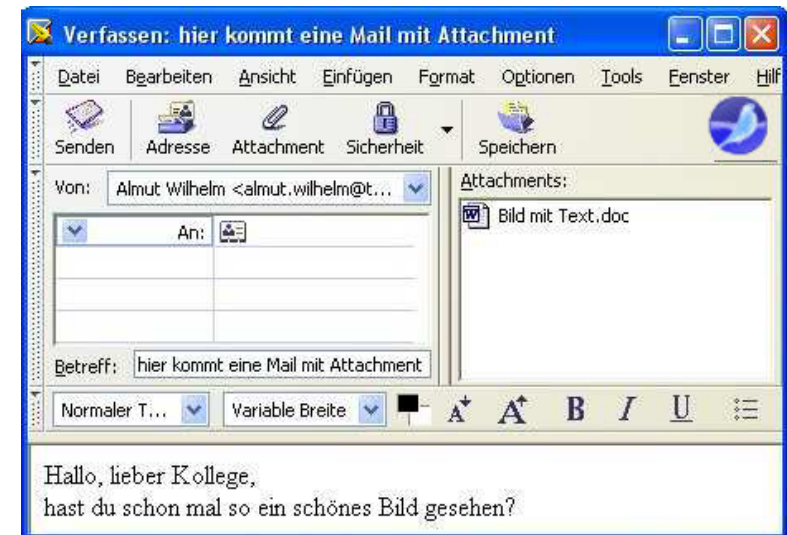 Verfassen: hier kommt eine Mail mit Attachment
Datei Bearbeiten Ansicht Einfügen Format Optionen Tools Fenster Hilf
Senden Adresse Attachment Sicherheit Speichern
Von: Almut Wilhelm <almut.wilhelm@t...
Attachments:
Bild mit Text.doc
An:
Betreff: hier kommt eine Mail mit Attachment
Normaler T... Variable Breite A A B I U
Hallo, lieber Kollege,
hast du schon mal so ein schönes Bild gesehen?